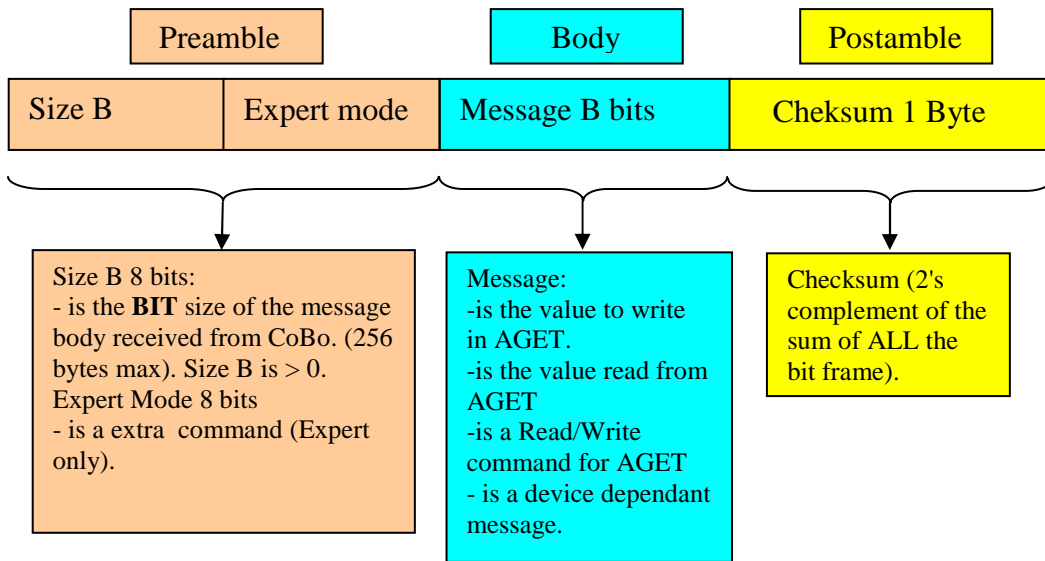 Preamble
Body
Postamble
Size B
Expert mode
Message B bits
Cheksum 1 Byte
Size B 8 bits:
- is the BIT size of the message
body received from CoBo. (256
bytes max). Size B is > 0.
Expert Mode 8 bits
- is a extra command (Expert
only).
Message:
-is the value to write
in AGET.
-is the value read from
AGET
-is a Read/Write
command for AGET
- is a device dependant
message.
Checksum (2's
complement of the
sum of ALL the
bit frame).